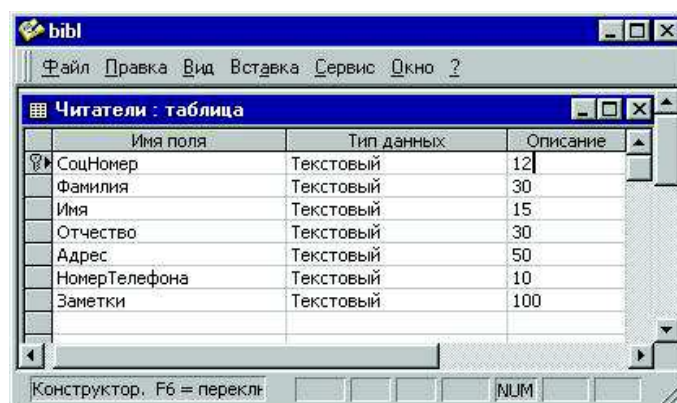 bibl
Файл Правка Вид Вставка Сервис Окно ?
Читатели : таблица
Имя поля Тип данных Описание
СоцНомер Текстовый 12
Фамилия Текстовый 30
Имя Текстовый 15
Отчество Текстовый 30
Адрес Текстовый 50
НомерТелефона Текстовый 10
Заметки Текстовый 100
Конструктор. F6 = переклн NUM